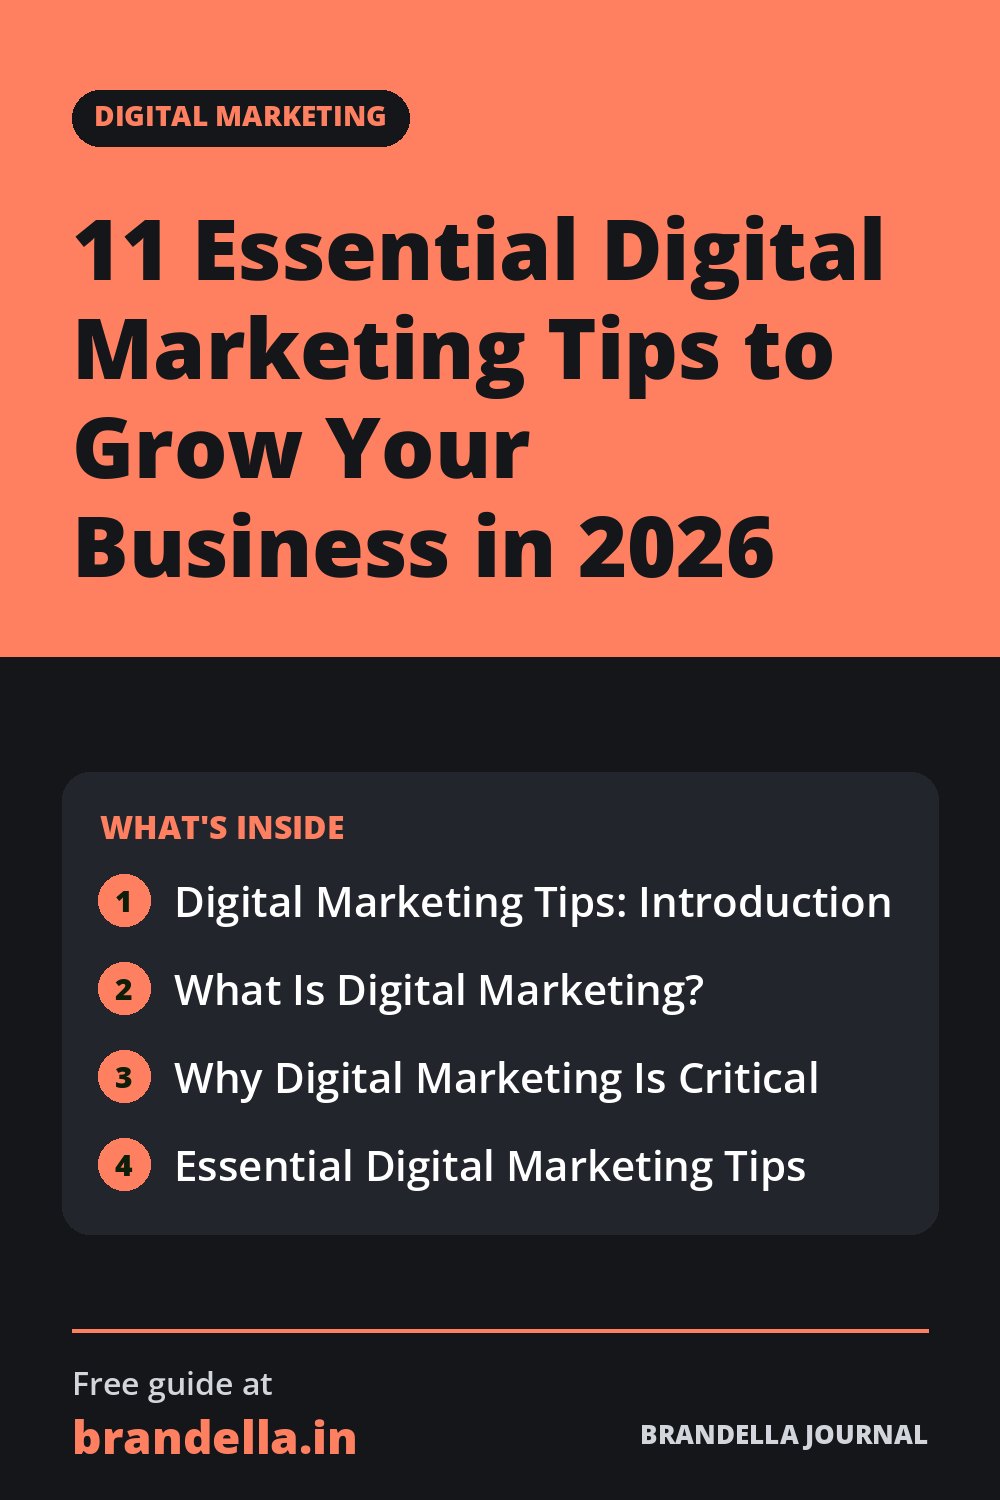 DIGITAL MARKETING
11 Essential Digital
Marketing Tips to
Grow Your
Business in 2026
WHAT'S INSIDE
1 Digital Marketing Tips: Introduction
2 What Is Digital Marketing?
3 Why Digital Marketing Is Critical
4 Essential Digital Marketing Tips
Free guide at
brandella.in
BRANDELLA JOURNAL